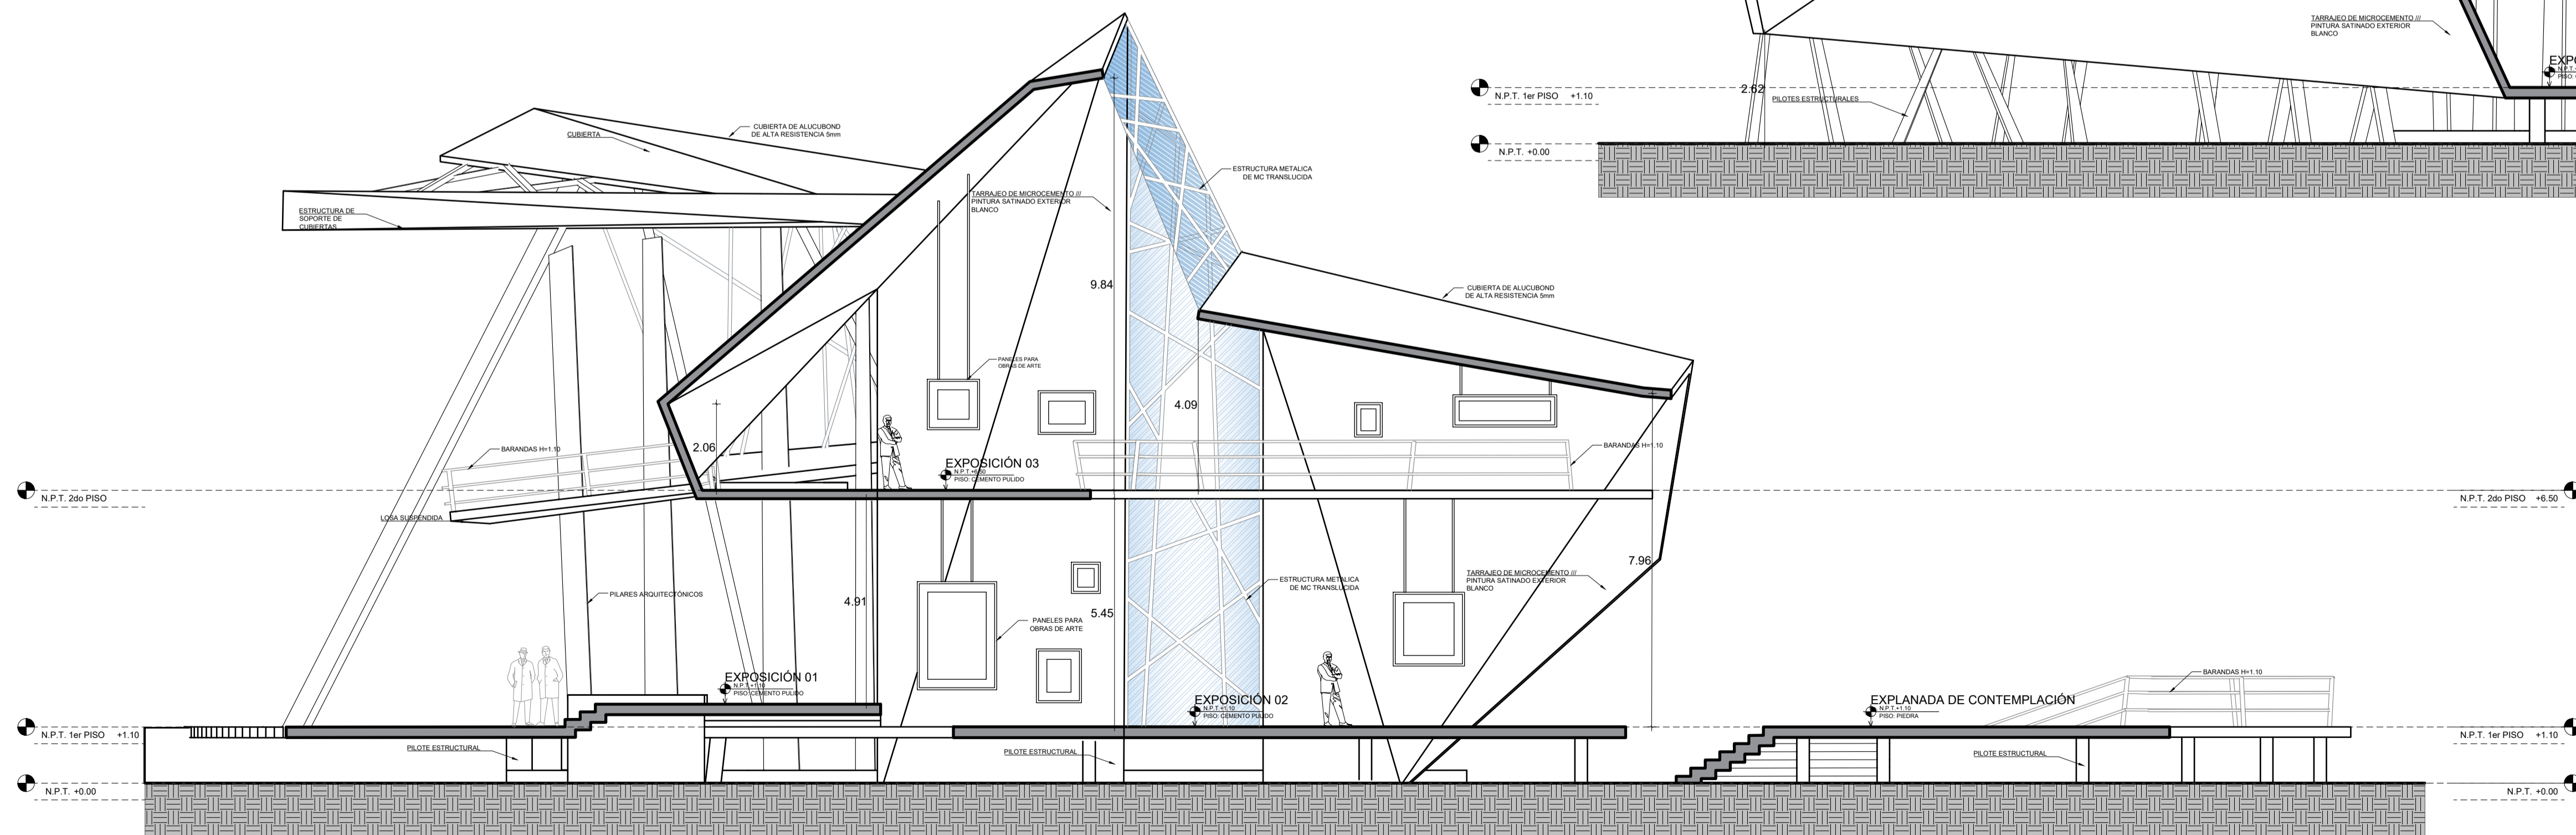 TARRAJEO DE MICROCEMENTO ///
PINTURA SATINADO EXTERIOR
BLANCO
N.P.T. 1er PISO +1.10
2.62
PILOTES ESTRUCTURALES
N.P.T. +0.00
CUBIERTA DE ALUCUBOND
DE ALTA RESISTENCIA 5mm
CUBIERTA
ESTRUCTURA DE
SOPORTE DE
CUBIERTAS
TARRAJEO DE MICROCEMENTO ///
PINTURA SATINADO EXTERIOR
BLANCO
ESTRUCTURA METALICA
DE MC TRANSLUCIDA
9.84
CUBIERTA DE ALUCUBOND
DE ALTA RESISTENCIA 5mm
PANELES PARA
OBRAS DE ARTE
4.09
2.06
BARANDAS H=1.10
BARANDAS H=1.10
EXPOSICIÓN 03
N.P.T.+6.50
PISO: CEMENTO PULIDO
N.P.T. 2do PISO
N.P.T. 2do PISO +6.50
LOSA SUSPENDIDA
7.96
ESTRUCTURA METALICA
DE MC TRANSLUCIDA
TARRAJEO DE MICROCEMENTO ///
PINTURA SATINADO EXTERIOR
BLANCO
PILARES ARQUITECTÓNICOS
4.91
5.45
PANELES PARA
OBRAS DE ARTE
EXPOSICIÓN 01
N.P.T.+1.10
PISO: CEMENTO PULIDO
BARANDAS H=1.10
EXPOSICIÓN 02
N.P.T.+1.10
PISO: CEMENTO PULIDO
EXPLANADA DE CONTEMPLACIÓN
N.P.T.+1.10
PISO: PIEDRA
N.P.T. 1er PISO +1.10
N.P.T. 1er PISO +1.10
PILOTE ESTRUCTURAL
PILOTE ESTRUCTURAL
PILOTE ESTRUCTURAL
N.P.T. +0.00
N.P.T. +0.00